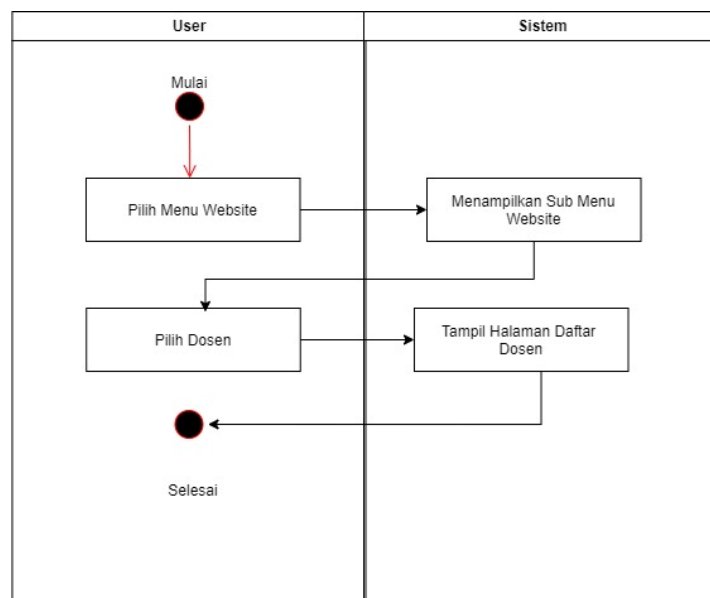 User
Sistem
Mulai
Pilih Menu Website
Menampilkan Sub Menu
Website
Pilih Dosen
Tampil Halaman Daftar
Dosen
Selesai